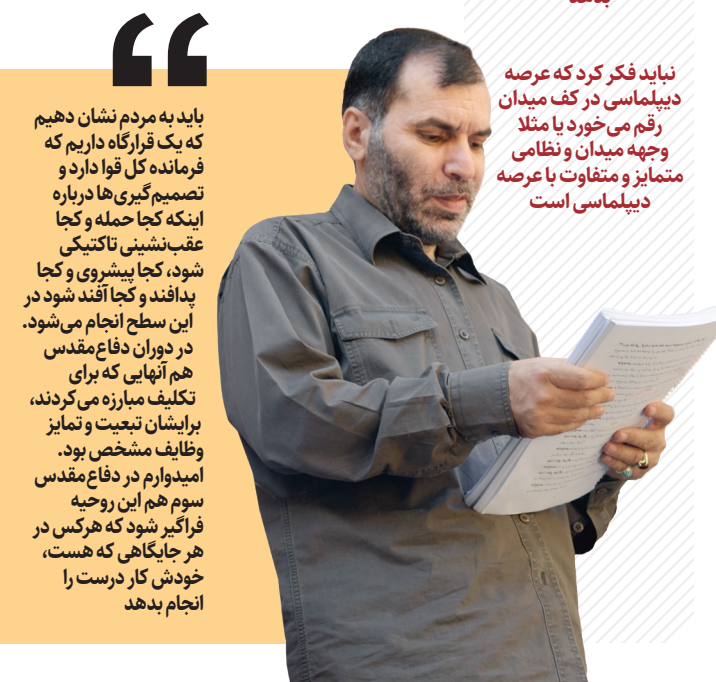 بدهد
نباید فکر کرد که عرصه
دیپلماسی در کف میدان
رقم می‌خورد یا مثلا
وجهه میدان و نظامی
متمایز و متفاوت با عرصه
دیپلماسی است
باید به مردم نشان دهیم
که یک قرارگاه داریم که
فرمانده کل قوا دارد و
تصمیم‌گیری‌ها درباره
اینکه کجا حمله و کجا
عقب‌نشینی تاکتیکی
شود، کجا پیشروی و کجا
پدافند و کجا آفند شود در
این سطح انجام می‌شود.
در دوران دفاع‌مقدس
هم آنهایی که برای
تکلیف مبارزه می‌کردند،
برایشان تبعیت و تمایز
وظایف مشخص بود.
امیدوارم در دفاع‌مقدس
سوم هم این روحیه
فراگیر شود که هرکس در
هر جایگاهی که هست،
خودش کار درست را
انجام بدهد